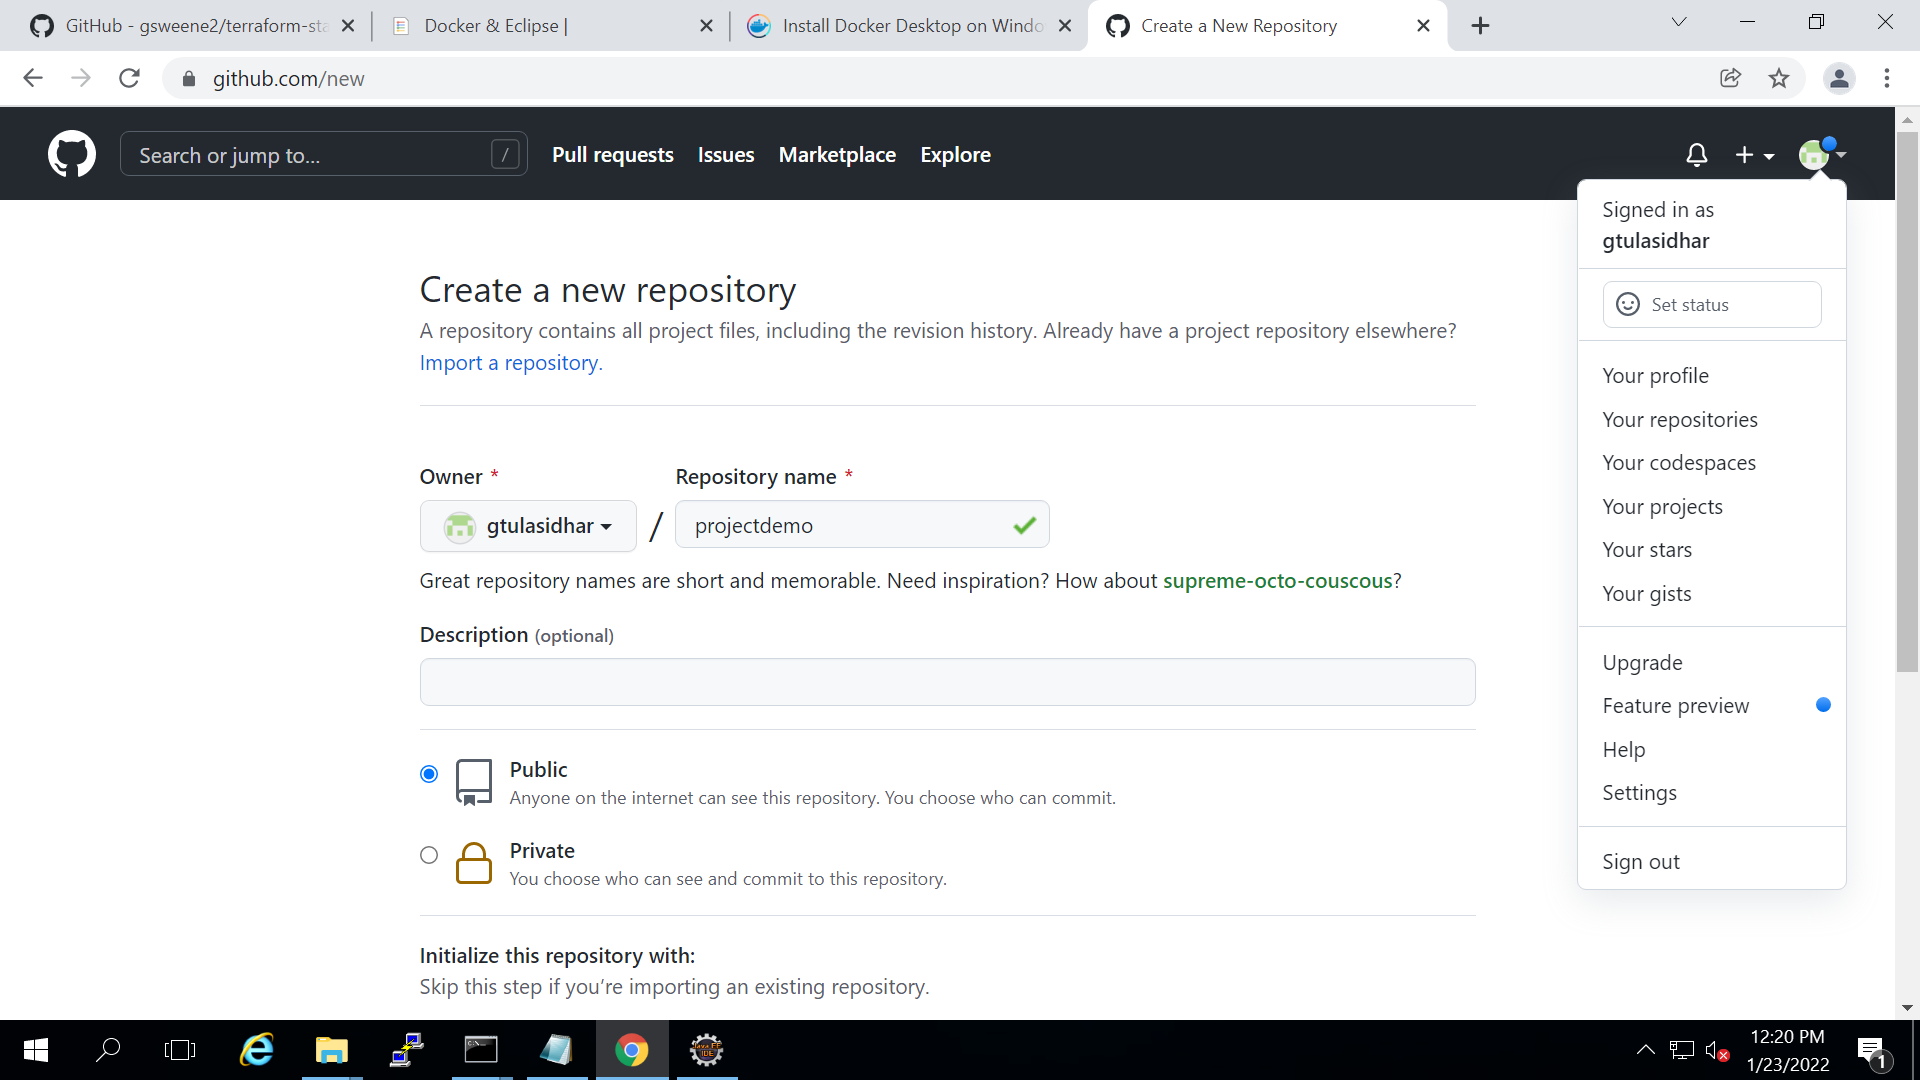 GitHub - gsweene2/terraform-sta
Docker & Eclipse |
Install Docker Desktop on Windo
Create a New Repository
github.com/new
Search or jump to...
/
Pull requests
Issues
Marketplace
Explore
Signed in as
gtulasidhar
Set status
Your profile
Your repositories
Your codespaces
Your projects
Your stars
Your gists
Upgrade
Feature preview
Help
Settings
Sign out
Create a new repository
A repository contains all project files, including the revision history. Already have a project repository elsewhere?
Import a repository.
Owner *
Repository name *
gtulasidhar
/
projectdemo
Great repository names are short and memorable. Need inspiration? How about supreme-octo-couscous?
Description (optional)
Public
Anyone on the internet can see this repository. You choose who can commit.
Private
You choose who can see and commit to this repository.
Initialize this repository with:
Skip this step if you’re importing an existing repository.
12:20 PM
1/23/2022
1